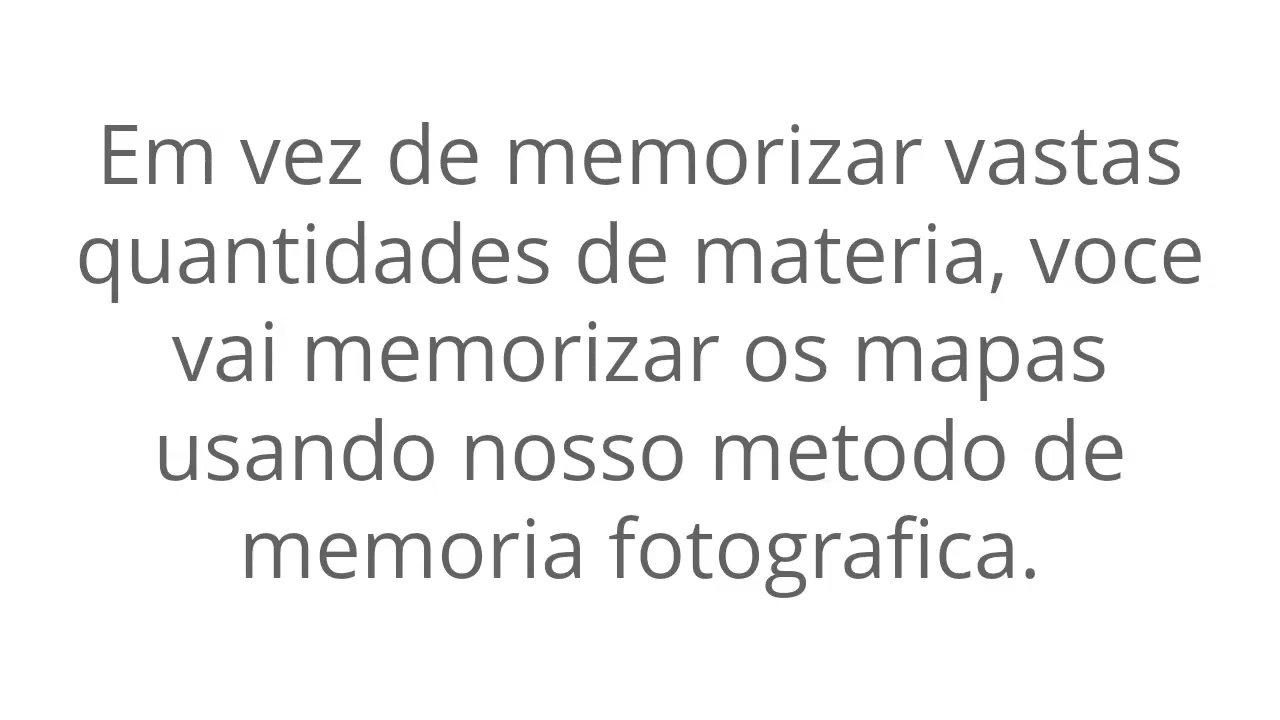 Em vez de memorizar vastas
quantidades de materia, voce
vai memorizar os mapas
usando nosso metodo de
memoria fotografica.